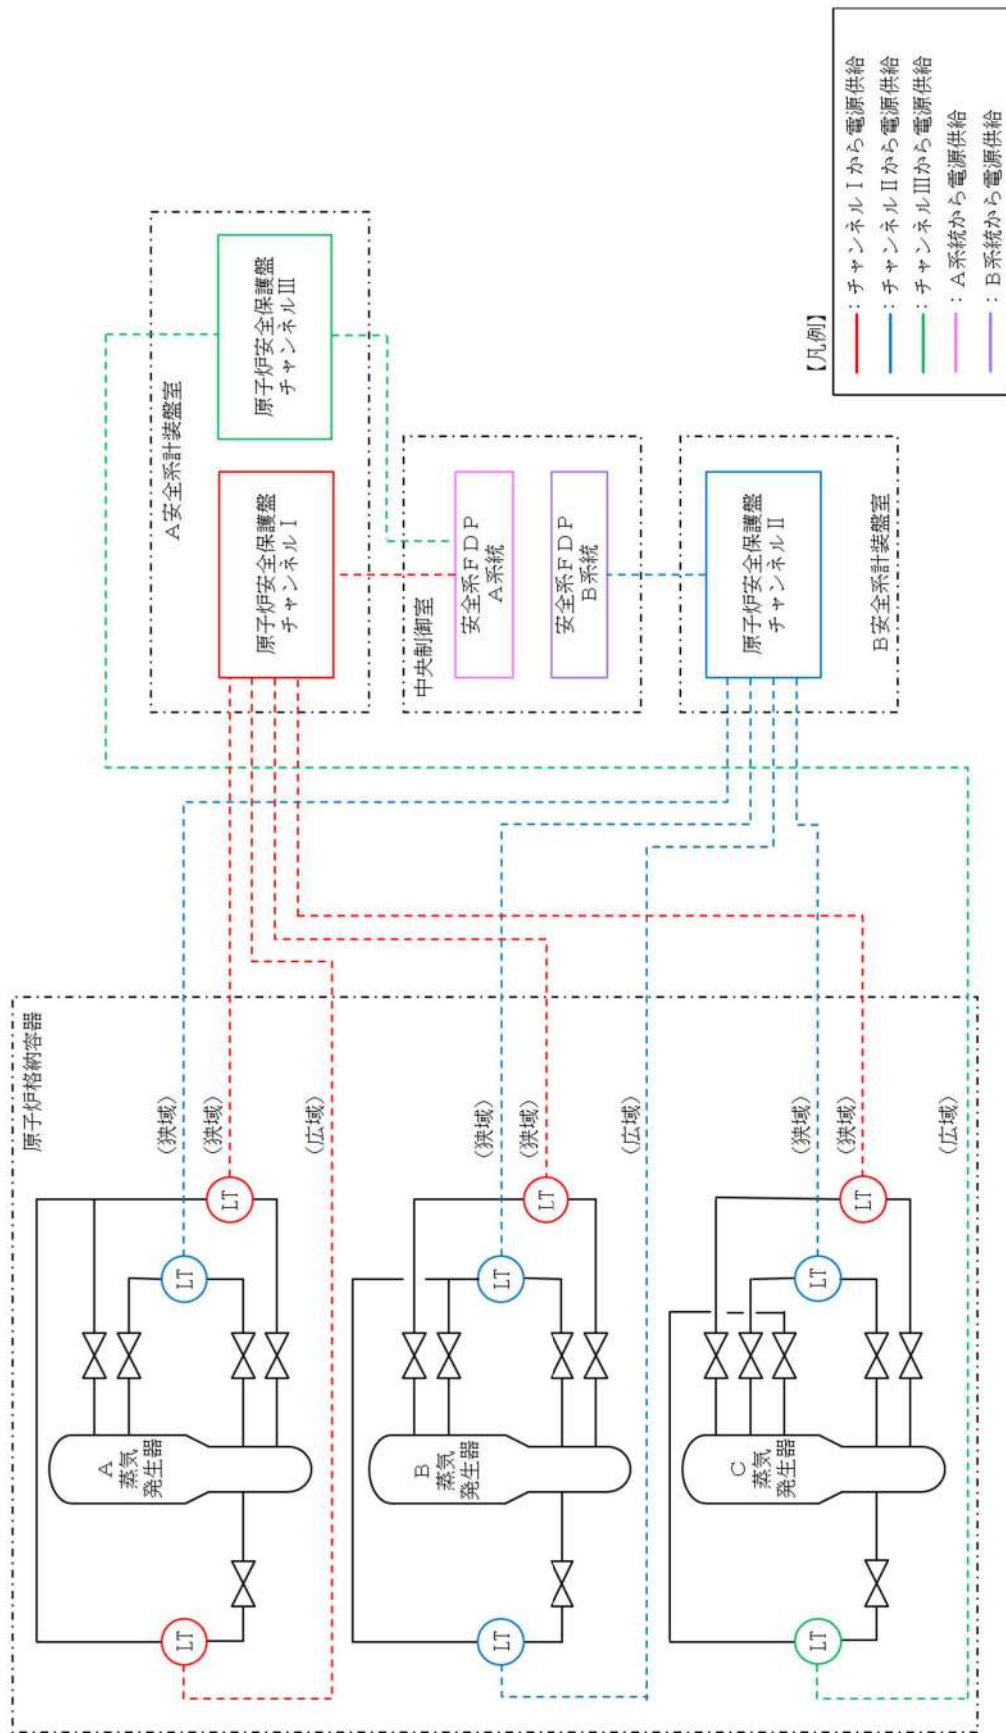 原子炉格納容器
A
蒸気
発生器
LT
LT
LT
(狭域)
(狭域)
(広域)
B
蒸気
発生器
LT
LT
LT
(狭域)
(狭域)
(広域)
C
蒸気
発生器
LT
LT
LT
(狭域)
(狭域)
(広域)
A安全系計装盤室
原子炉安全保護盤
チャンネルⅠ
原子炉安全保護盤
チャンネルⅢ
中央制御室
安全系FDP
A系統
安全系FDP
B系統
原子炉安全保護盤
チャンネルⅡ
B安全系計装盤室
【凡例】
:チャンネルⅠから電源供給
:チャンネルⅡから電源供給
:チャンネルⅢから電源供給
:A系統から電源供給
:B系統から電源供給